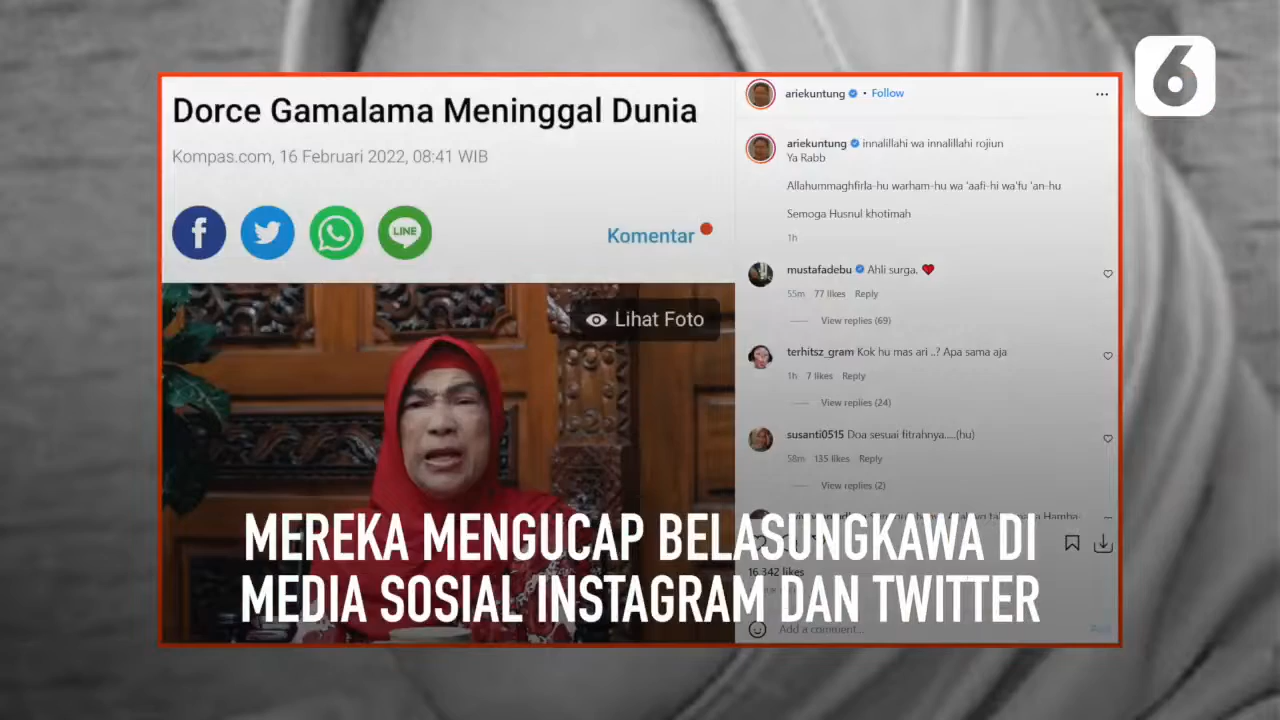 6
Dorce Gamalama Meninggal Dunia
Kompas.com, 16 Februari 2022, 08:41 WIB
f
LINE
Komentar
Lihat Foto
ariekuntung • Follow
ariekuntung innalillahi wa innalillahi rojiun
Ya Rabb
Allahummaghfirla-hu warham-hu wa 'aafi-hi wa'fu 'an-hu
Semoga Husnul khotimah
1h
mustafadebu Ahli surga.
55m 77 likes Reply
View replies (69)
terhitsz_gram Kok hu mas ari ..? Apa sama aja
1h 7 likes Reply
View replies (24)
susanti0515 Doa sesuai fitrahnya.....(hu)
58m 135 likes Reply
View replies (2)
16,342 likes
Add a comment...
Post
MEREKA MENGUCAP BELASUNGKAWA DI
MEDIA SOSIAL INSTAGRAM DAN TWITTER